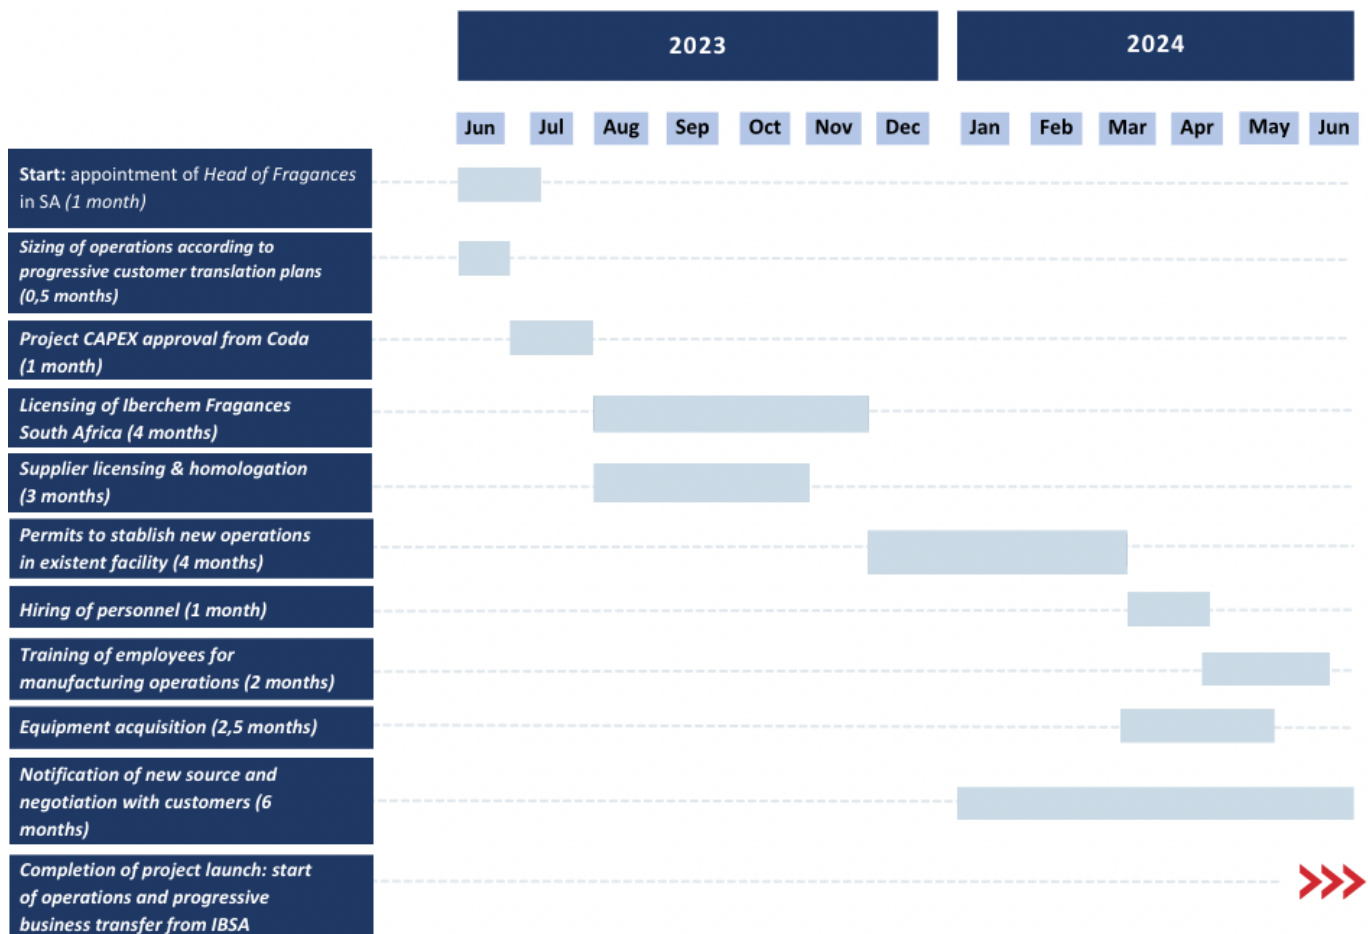 2023
2024
Jun
Jul
Aug
Sep
Oct
Nov
Dec
Jan
Feb
Mar
Apr
May
Jun
Start: appointment of Head of Fragances
in SA (1 month)
Sizing of operations according to
progressive customer translation plans
(0,5 months)
Project CAPEX approval from Coda
(1 month)
Licensing of Iberchem Fragances
South Africa (4 months)
Supplier licensing & homologation
(3 months)
Permits to stablish new operations
in existent facility (4 months)
Hiring of personnel (1 month)
Training of employees for
manufacturing operations (2 months)
Equipment acquisition (2,5 months)
Notification of new source and
negotiation with customers (6
months)
Completion of project launch: start
of operations and progressive
business transfer from IBSA